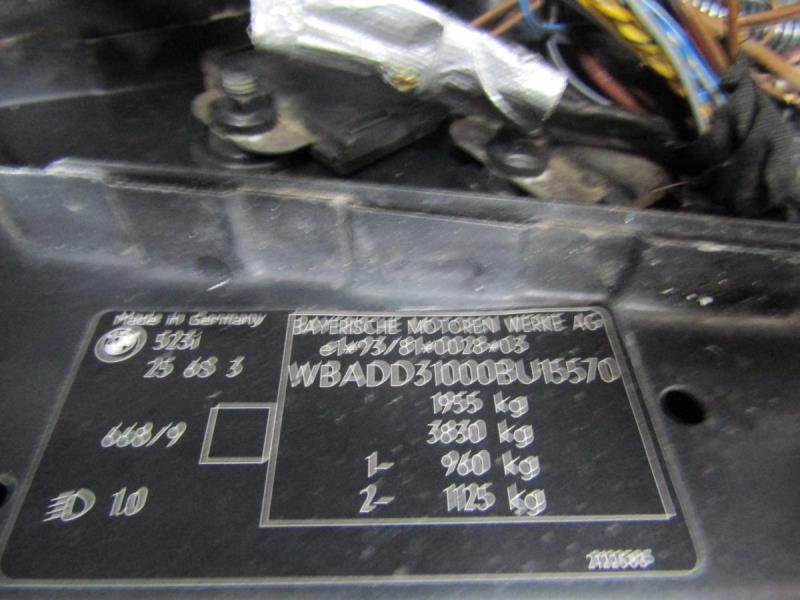 Made in Germany
523i
25 68 3
668/9
1.0
BAYERISCHE MOTOREN WERKE AG
e1*93/81*0028*03
WBADD31000BU15570
1955 kg
3830 kg
1- 960 kg
2- 1125 kg